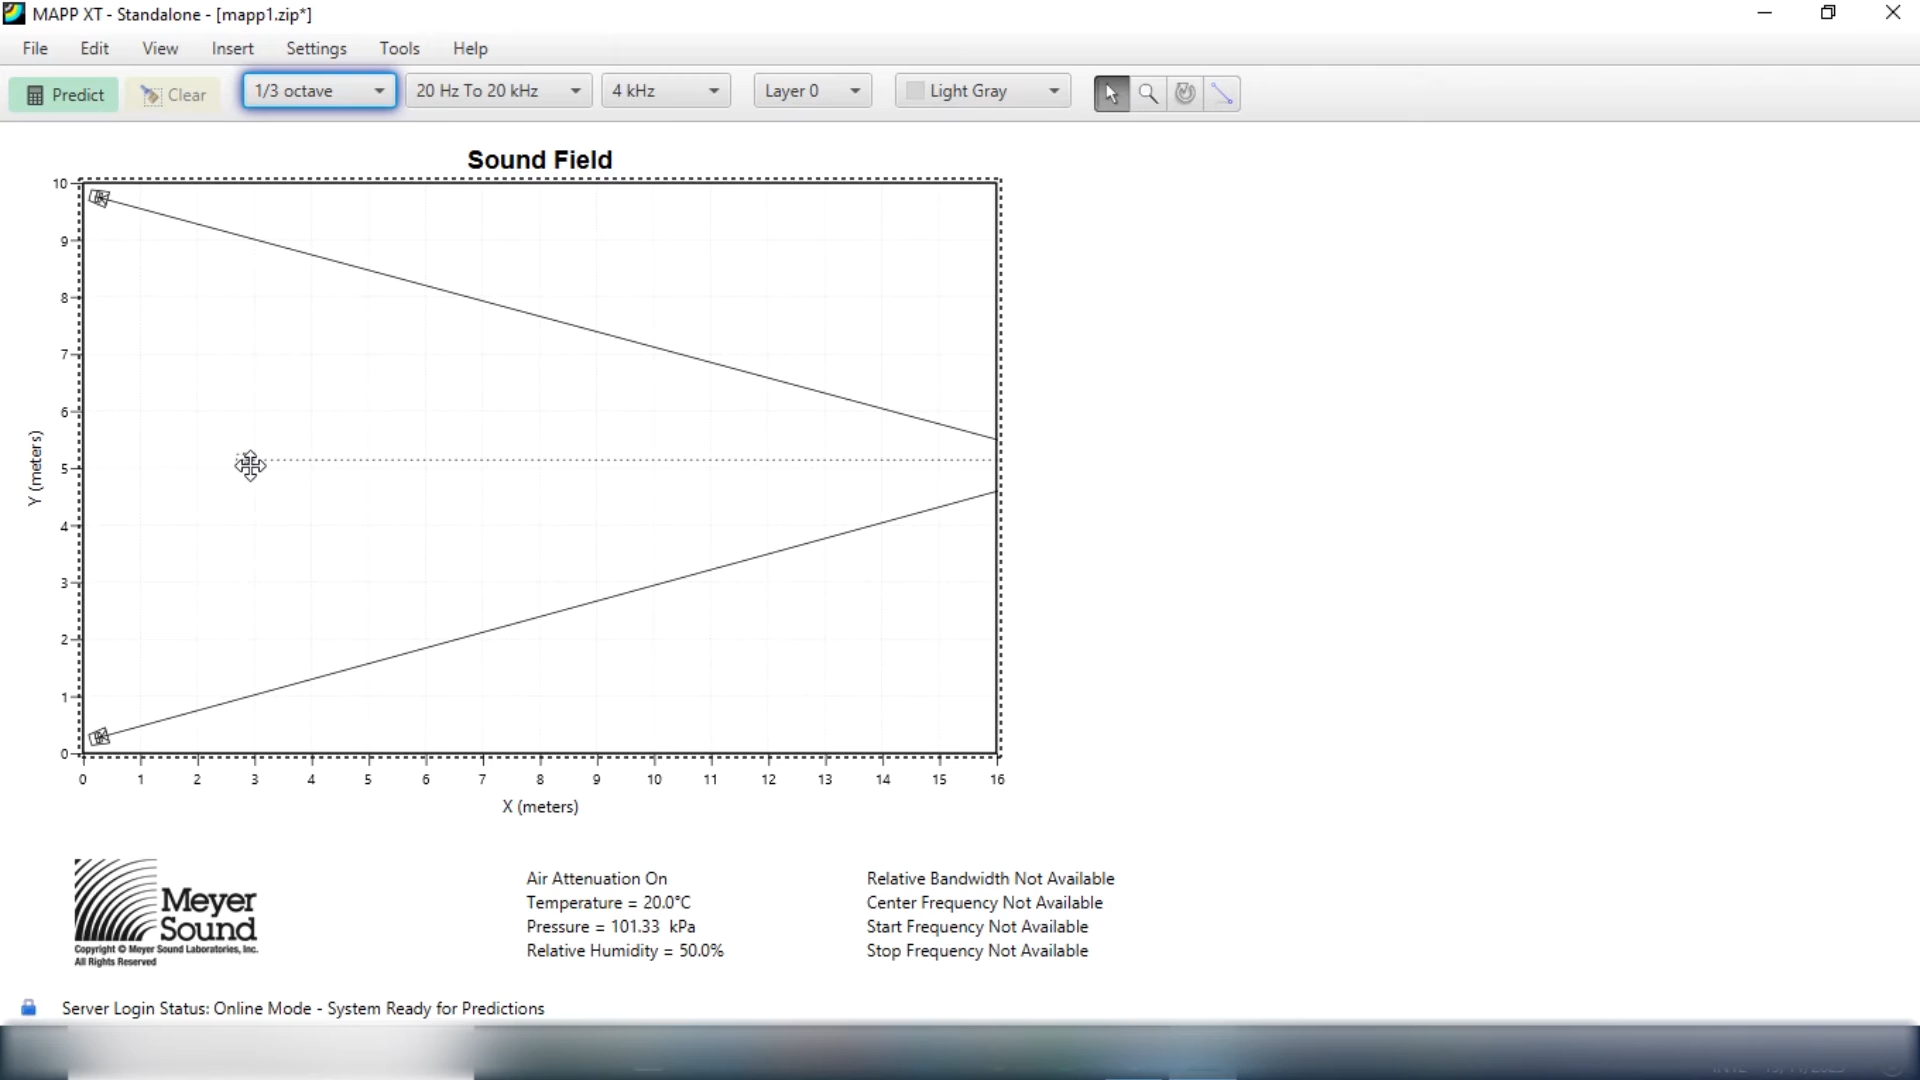 MAPP XT - Standalone - [mapp1.zip*]
File Edit View Insert Settings Tools Help
Predict Clear 1/3 octave 20 Hz To 20 kHz 4 kHz Layer 0 Light Gray
Sound Field
10
9
8
7
6
5
4
3
2
1
0
Y (meters)
0 1 2 3 4 5 6 7 8 9 10 11 12 13 14 15 16
X (meters)
Meyer
Sound
Copyright © Meyer Sound Laboratories, Inc.
All Rights Reserved
Air Attenuation On
Temperature = 20.0°C
Pressure = 101.33 kPa
Relative Humidity = 50.0%
Relative Bandwidth Not Available
Center Frequency Not Available
Start Frequency Not Available
Stop Frequency Not Available
Server Login Status: Online Mode - System Ready for Predictions